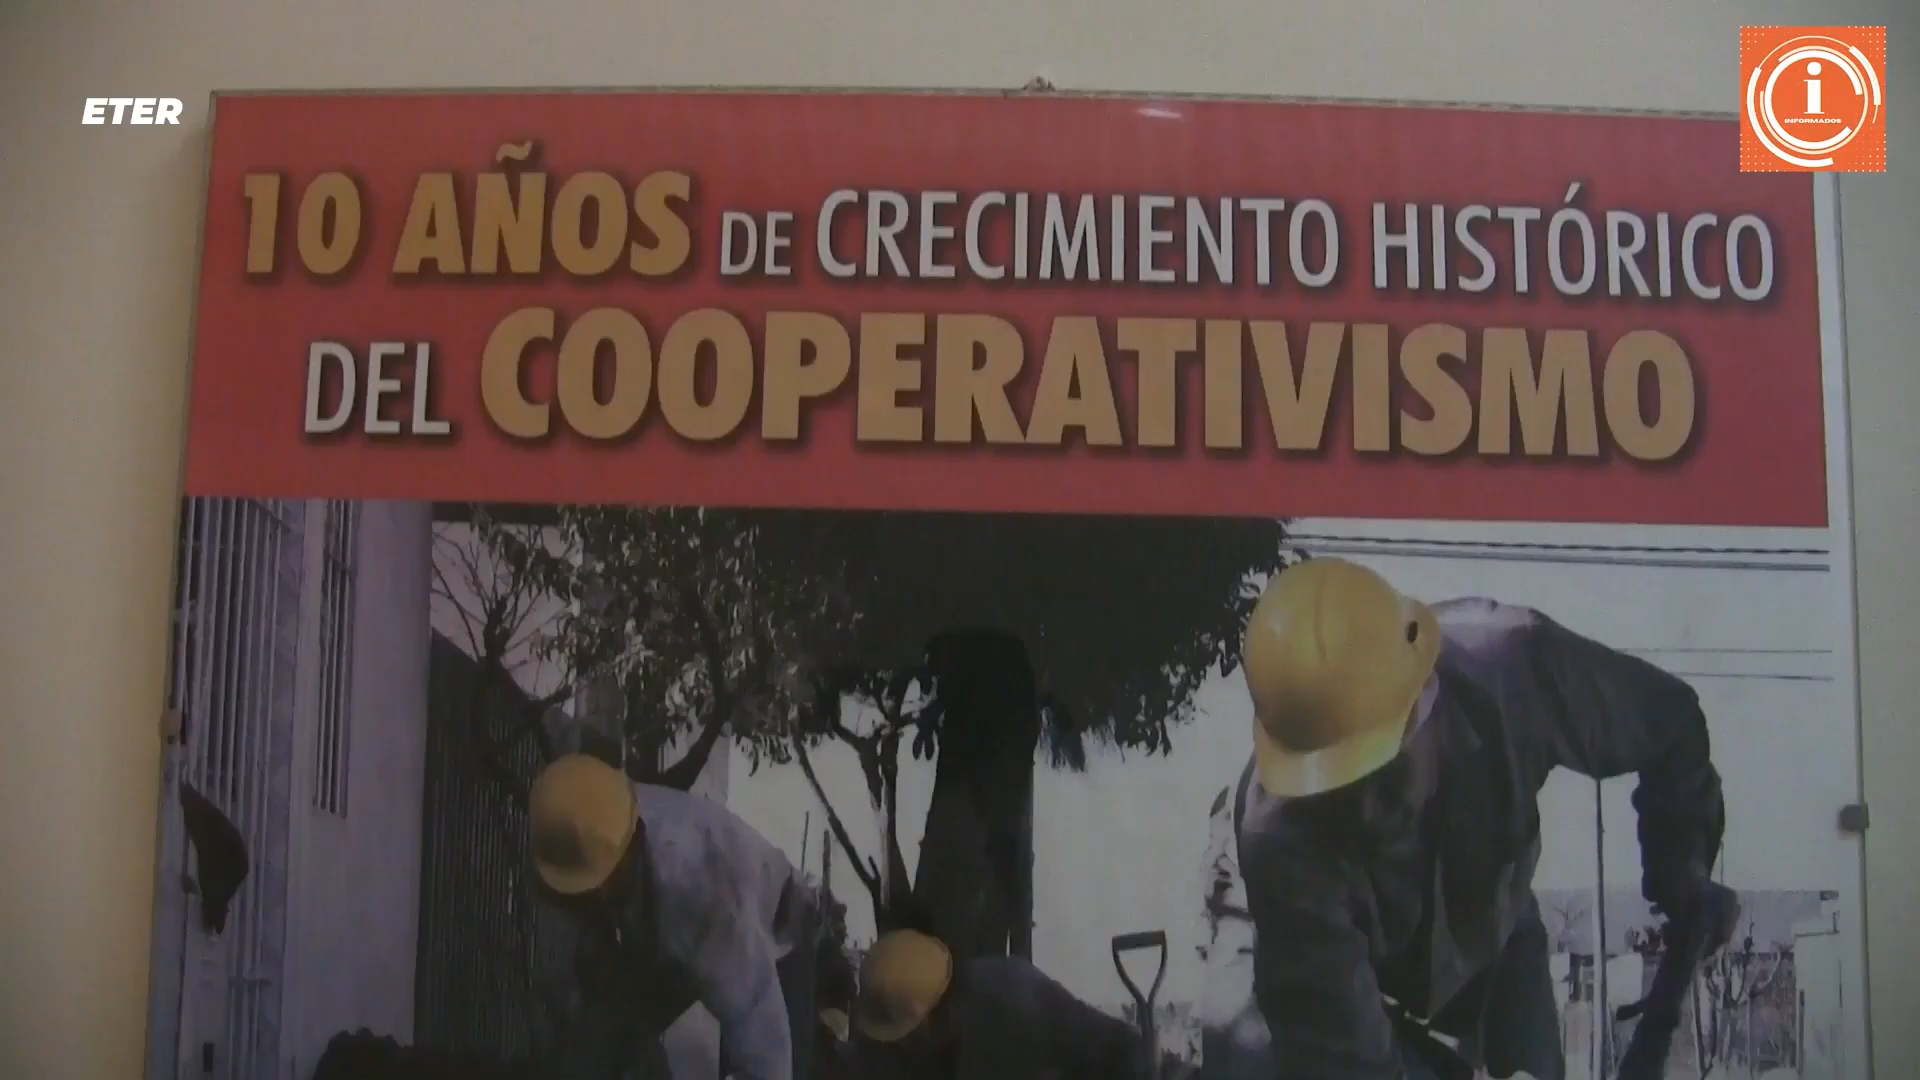 ETER
i
INFORMADOS
10 AÑOS DE CRECIMIENTO HISTÓRICO
DEL COOPERATIVISMO